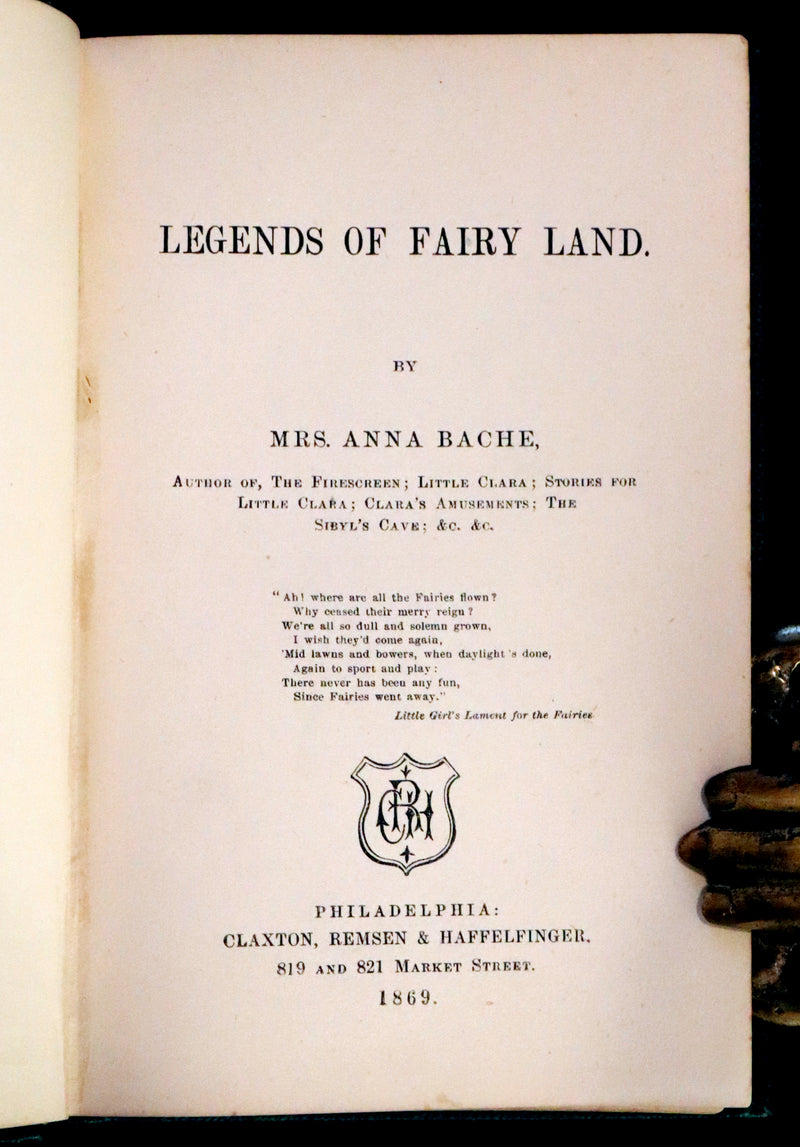 LEGENDS OF FAIRY LAND.
BY
MRS. ANNA BACHE,
AUTHOR OF, THE FIRESCREEN; LITTLE CLARA; STORIES FOR
LITTLE CLARA; CLARA'S AMUSEMENTS; THE
SIBYL'S CAVE; &C. &C.
"Ah! where are all the Fairies flown?
Why ceased their merry reign?
We're all so dull and solemn grown,
I wish they'd come again,
'Mid lawns and bowers, when daylight's done,
Again to sport and play:
There never has been any fun,
Since Fairies went away."
Little Girl's Lament for the Fairies
CRH
PHILADELPHIA:
CLAXTON, REMSEN & HAFFELFINGER.
819 AND 821 MARKET STREET.
1869.